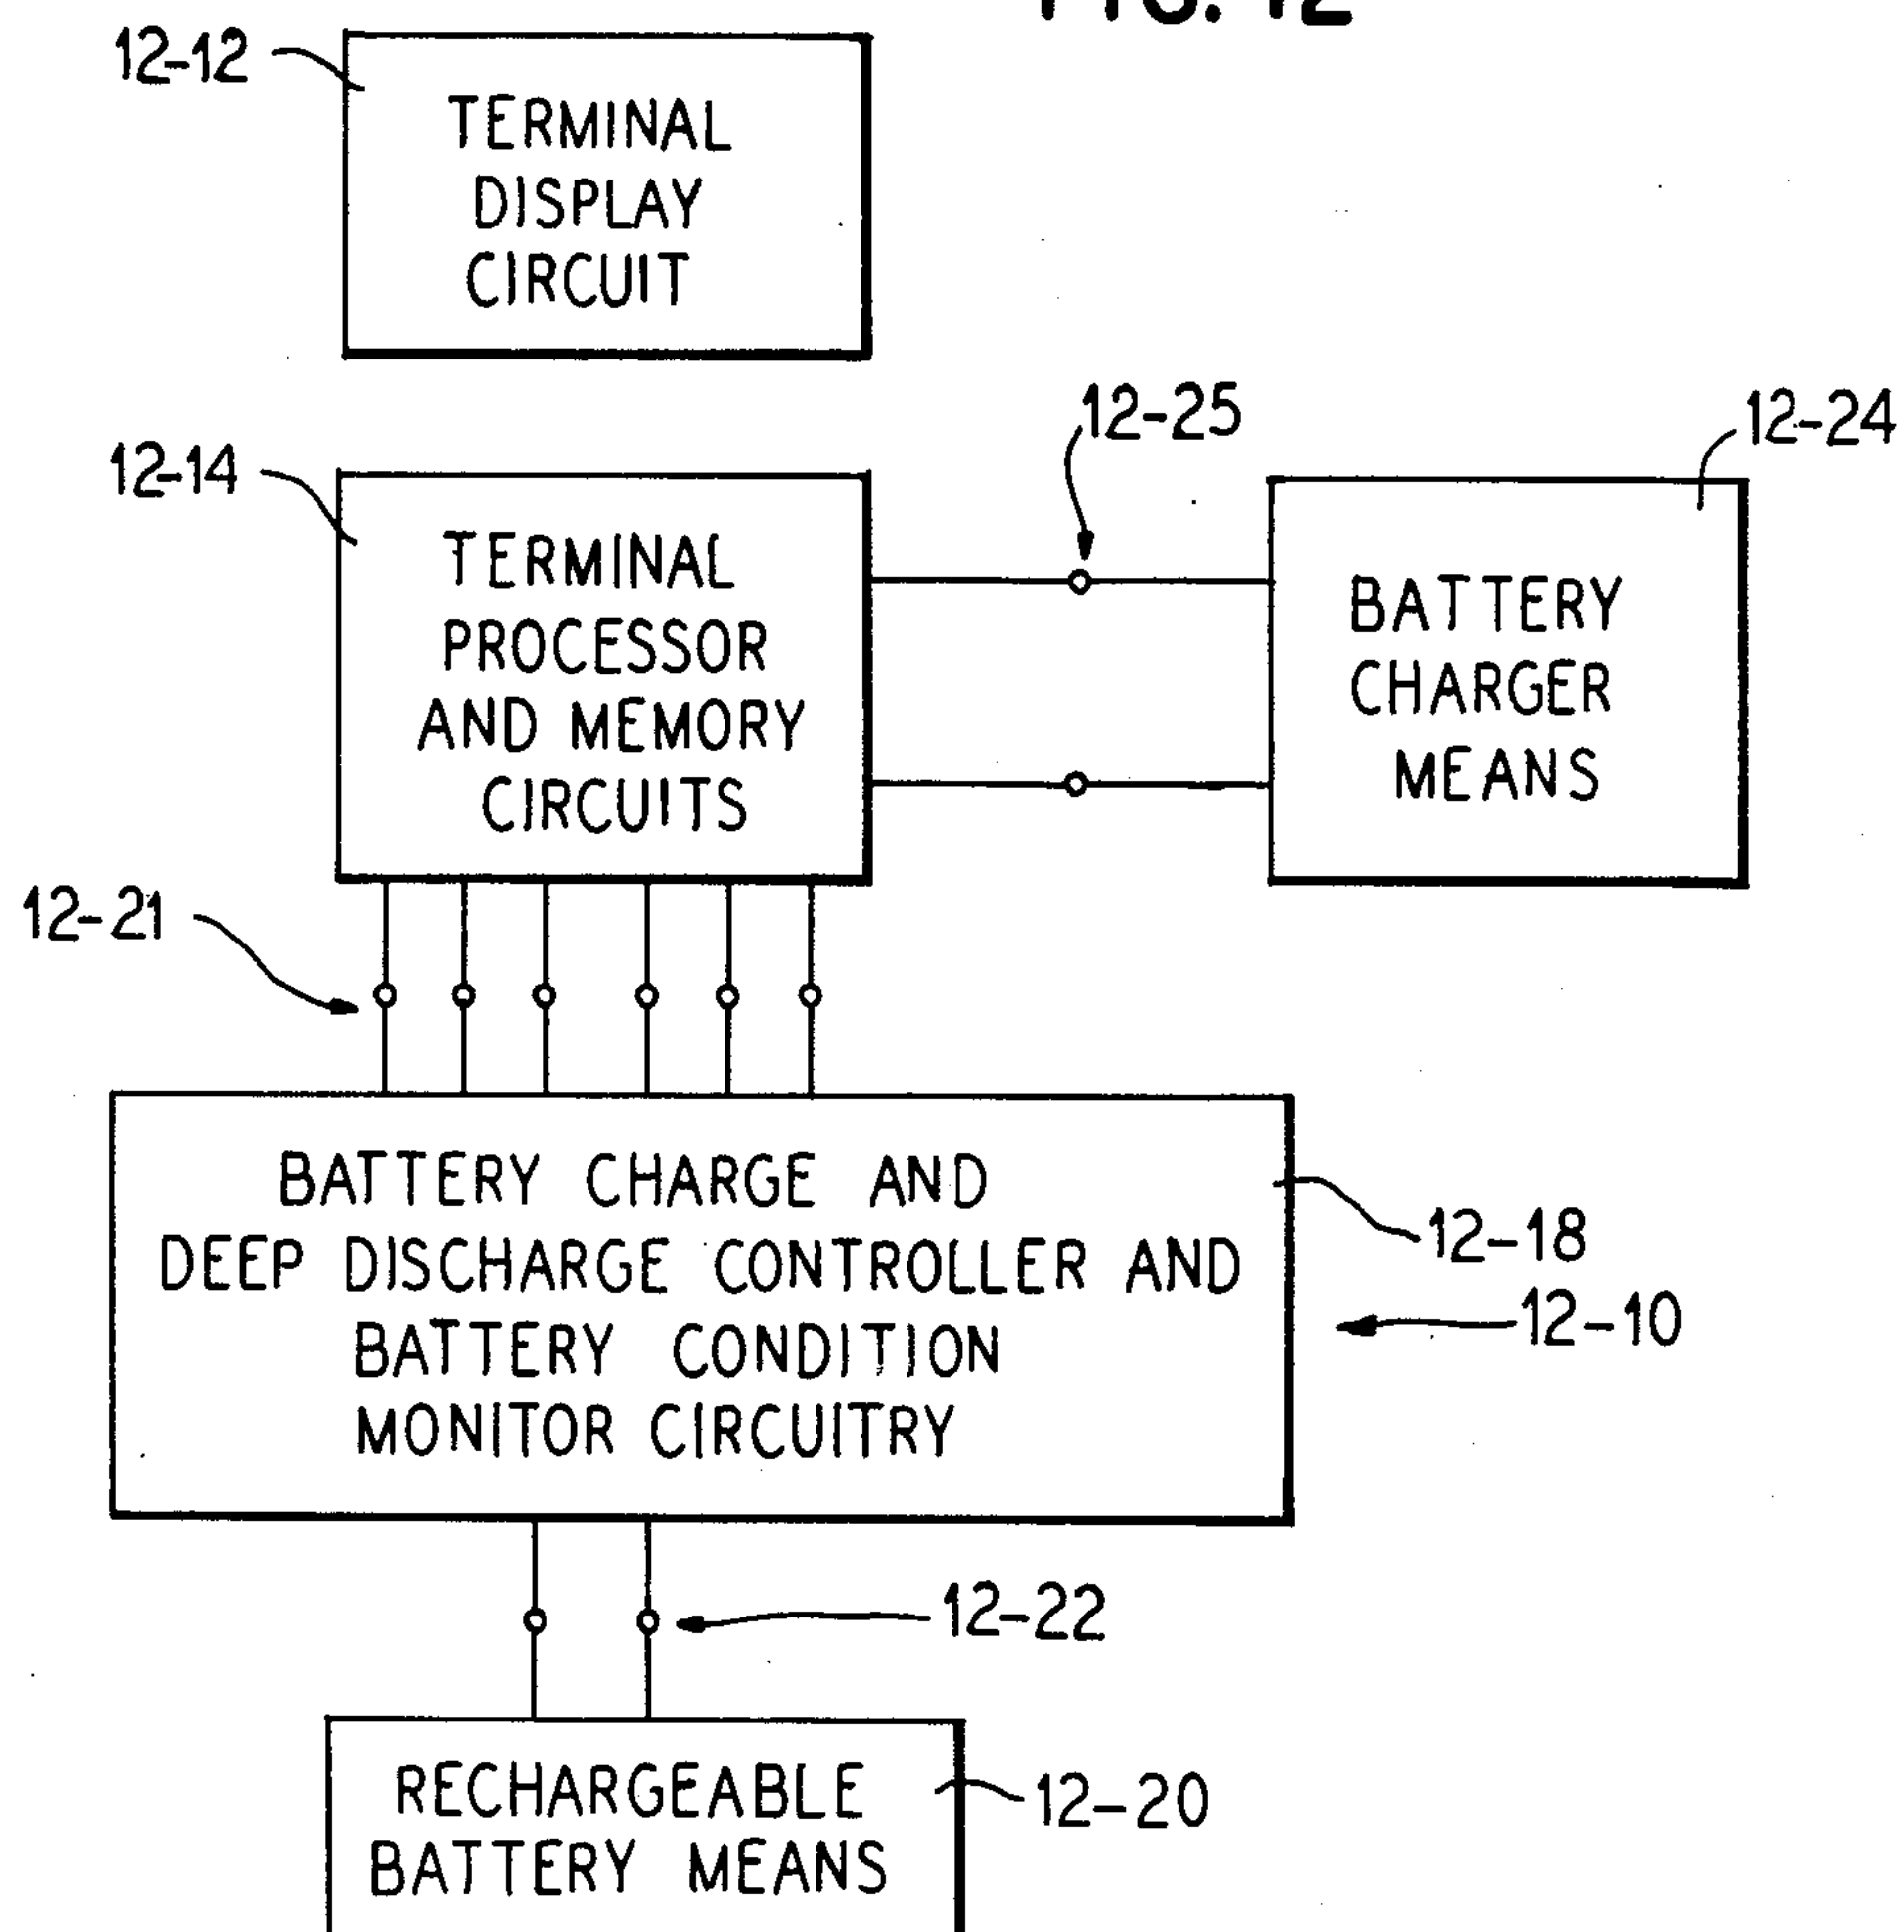 FIG. 12
12-12
TERMINAL
DISPLAY
CIRCUIT
12-25
12-24
12-14
TERMINAL
PROCESSOR
AND MEMORY
CIRCUITS
BATTERY
CHARGER
MEANS
12-21
BATTERY CHARGE AND
DEEP DISCHARGE CONTROLLER AND
BATTERY CONDITION
MONITOR CIRCUITRY
12-18
12-10
12-22
RECHARGEABLE
BATTERY MEANS
12-20